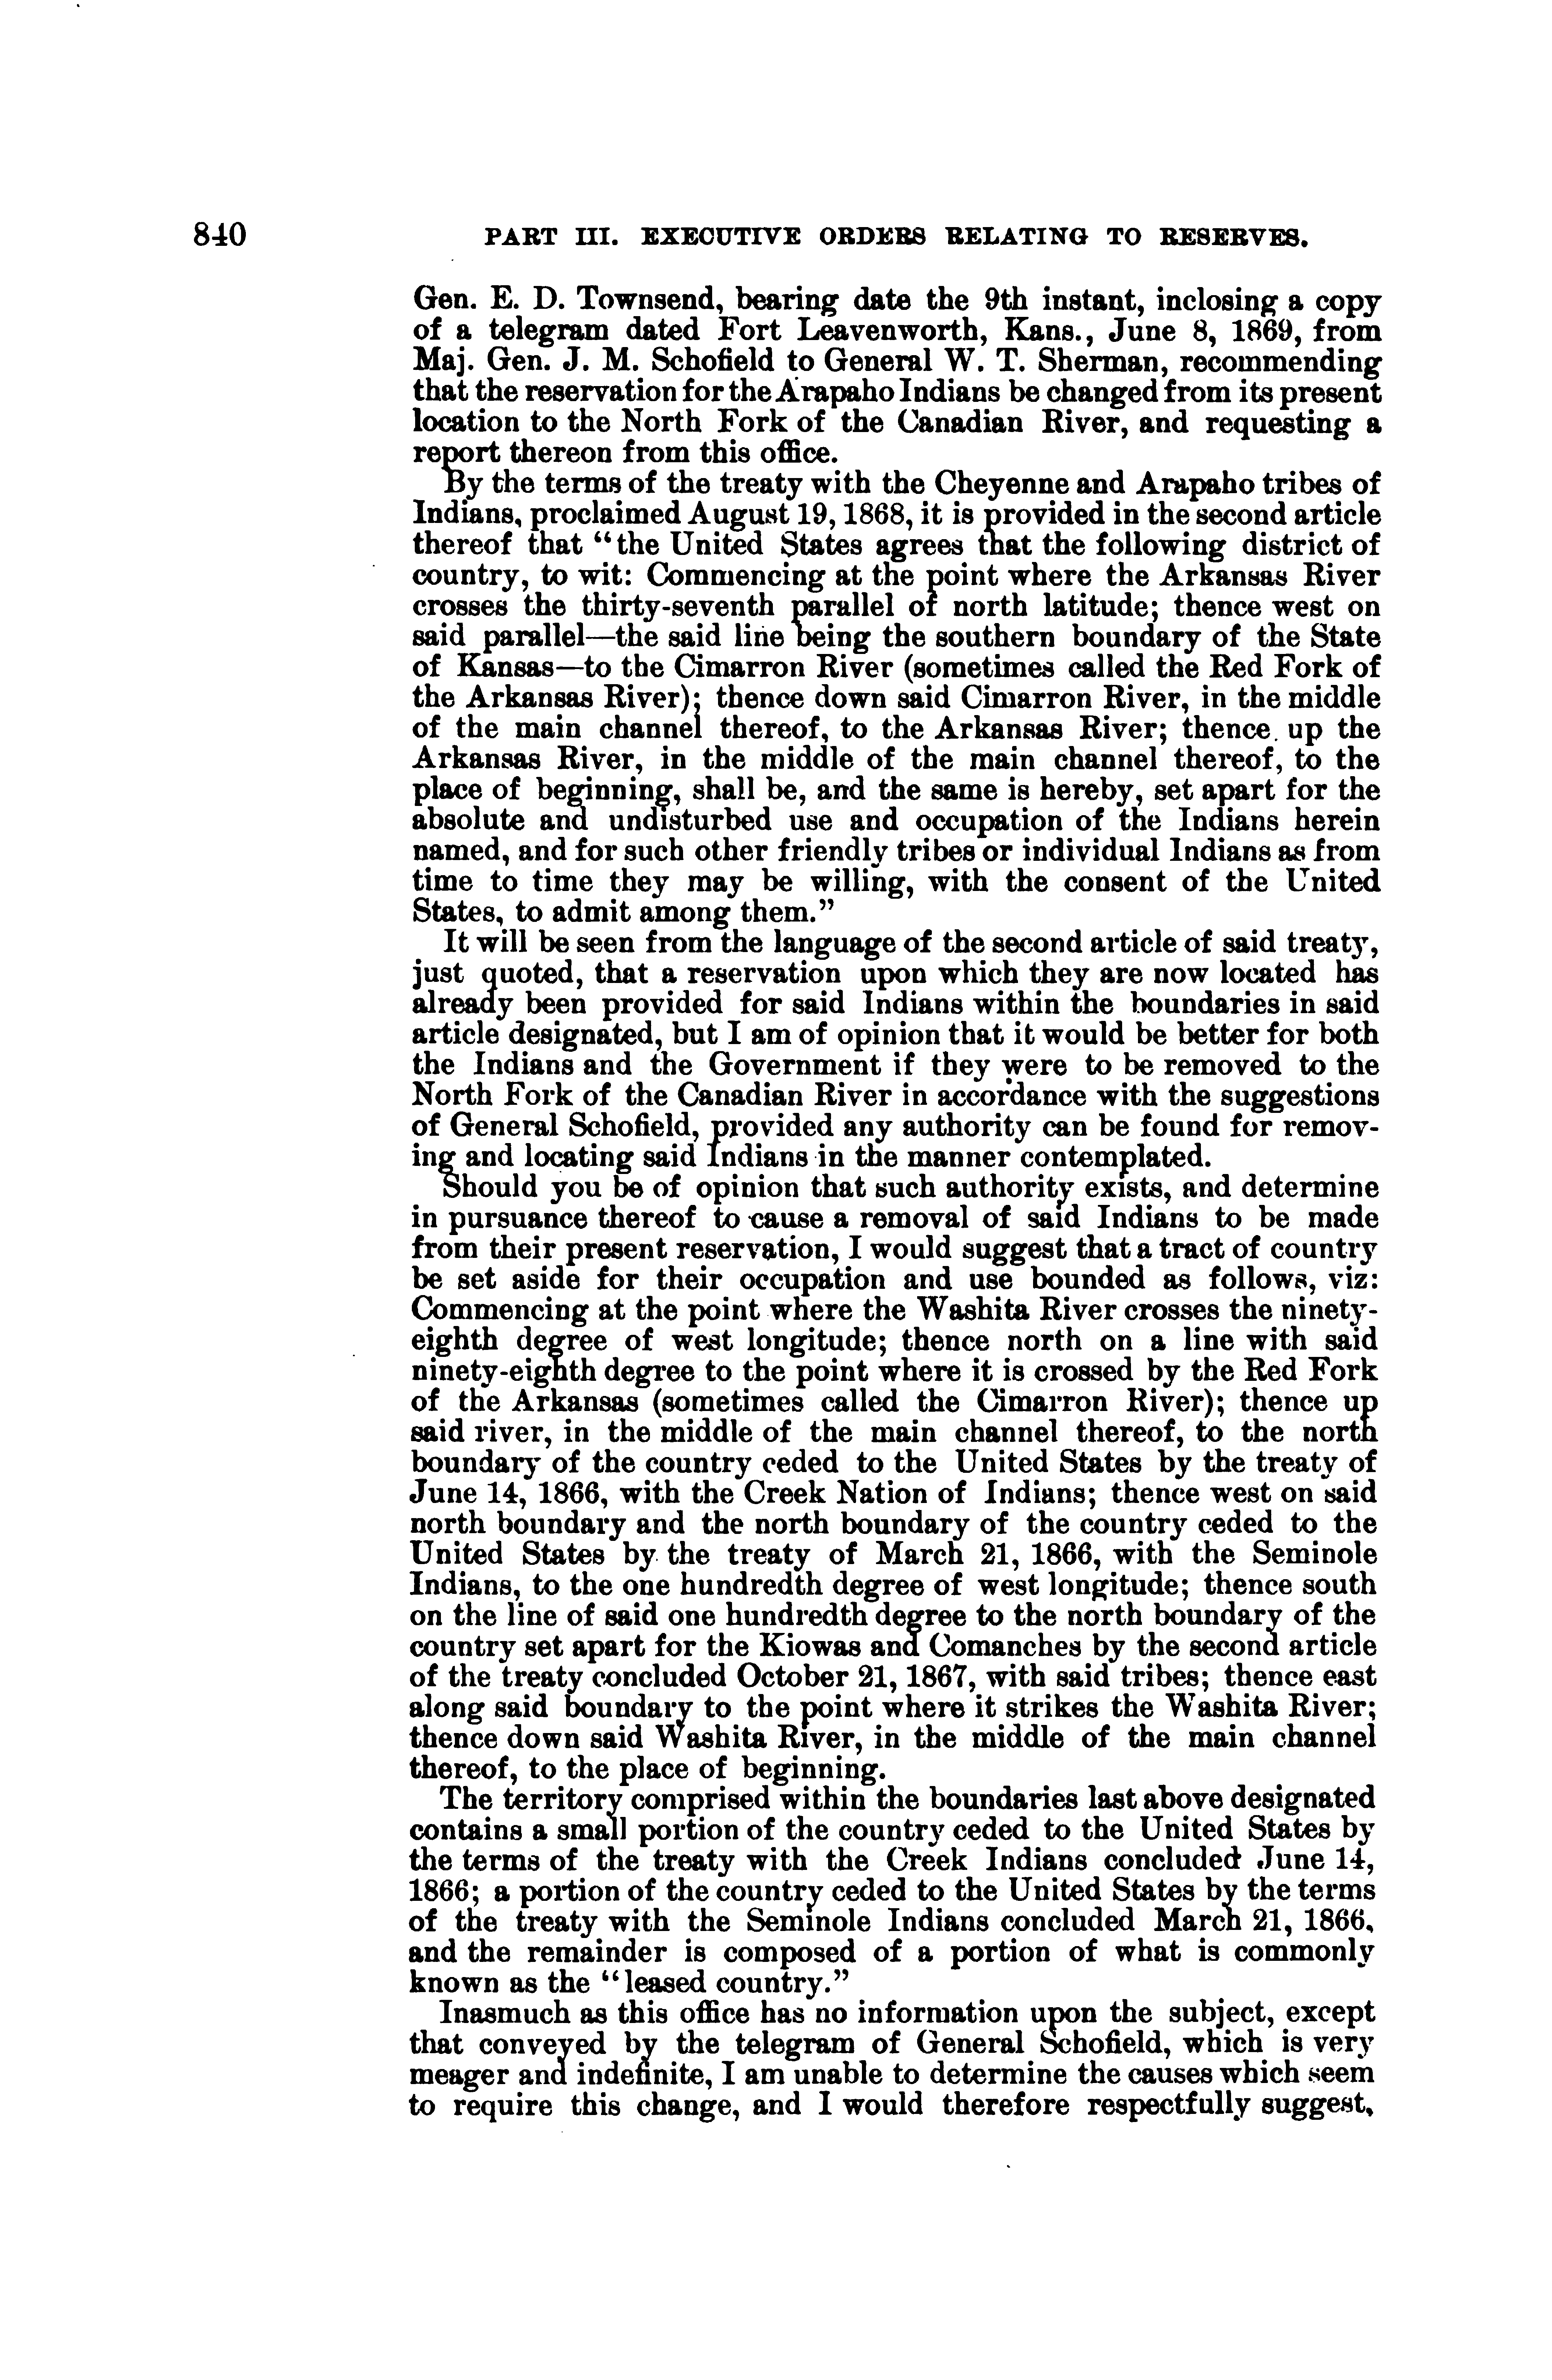 840 PART III. EXECUTIVE ORDERS RELATING TO RESERVES.
Gen. E. D. Townsend, bearing date the 9th instant, inclosing a copy
of a telegram dated Fort Leavenworth, Kans., June 8, 1869, from
Maj. Gen. J. M. Schofield to General W. T. Sherman, recommending
that the reservation for the Arapaho Indians be changed from its present
location to the North Fork of the Canadian River, and requesting a
report thereon from this office.
By the terms of the treaty with the Cheyenne and Arapaho tribes of
Indians, proclaimed August 19, 1868, it is provided in the second article
thereof that "the United States agrees that the following district of
country, to wit: Commencing at the point where the Arkansas River
crosses the thirty-seventh parallel of north latitude; thence west on
said parallel—the said line being the southern boundary of the State
of Kansas—to the Cimarron River (sometimes called the Red Fork of
the Arkansas River); thence down said Cimarron River, in the middle
of the main channel thereof, to the Arkansas River; thence up the
Arkansas River, in the middle of the main channel thereof, to the
place of beginning, shall be, and the same is hereby, set apart for the
absolute and undisturbed use and occupation of the Indians herein
named, and for such other friendly tribes or individual Indians as from
time to time they may be willing, with the consent of the United
States, to admit among them."
It will be seen from the language of the second article of said treaty,
just quoted, that a reservation upon which they are now located has
already been provided for said Indians within the boundaries in said
article designated, but I am of opinion that it would be better for both
the Indians and the Government if they were to be removed to the
North Fork of the Canadian River in accordance with the suggestions
of General Schofield, provided any authority can be found for remov-
ing and locating said Indians in the manner contemplated.
Should you be of opinion that such authority exists, and determine
in pursuance thereof to cause a removal of said Indians to be made
from their present reservation, I would suggest that a tract of country
be set aside for their occupation and use bounded as follows, viz:
Commencing at the point where the Washita River crosses the ninety-
eighth degree of west longitude; thence north on a line with said
ninety-eighth degree to the point where it is crossed by the Red Fork
of the Arkansas (sometimes called the Cimarron River); thence up
said river, in the middle of the main channel thereof, to the north
boundary of the country ceded to the United States by the treaty of
June 14, 1866, with the Creek Nation of Indians; thence west on said
north boundary and the north boundary of the country ceded to the
United States by the treaty of March 21, 1866, with the Seminole
Indians, to the one hundredth degree of west longitude; thence south
on the line of said one hundredth degree to the north boundary of the
country set apart for the Kiowas and Comanches by the second article
of the treaty concluded October 21, 1867, with said tribes; thence east
along said boundary to the point where it strikes the Washita River;
thence down said Washita River, in the middle of the main channel
thereof, to the place of beginning.
The territory comprised within the boundaries last above designated
contains a small portion of the country ceded to the United States by
the terms of the treaty with the Creek Indians concluded June 14,
1866; a portion of the country ceded to the United States by the terms
of the treaty with the Seminole Indians concluded March 21, 1866,
and the remainder is composed of a portion of what is commonly
known as the "leased country."
Inasmuch as this office has no information upon the subject, except
that conveyed by the telegram of General Schofield, which is very
meager and indefinite, I am unable to determine the causes which seem
to require this change, and I would therefore respectfully suggest,